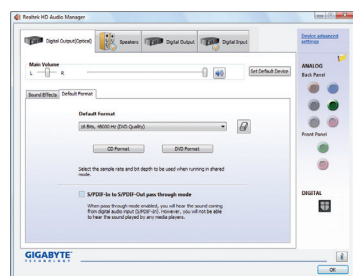 Realtek HD Audio Manager
Digital Output(Optical)
Speakers
Digital Output
Digital Input
Device advanced settings
Main Volume
L
R
Set Default Device
ANALOG
Back Panel
Sound Effects
Default Format
Default Format
16 Bits, 48000 Hz (DVD Quality)
CD Format
DVD Format
Select the sample rate and bit depth to be used when running in shared
mode.
Front Panel
S/PDIF-In to S/PDIF-Out pass through mode
When pass through mode enabled, you will hear the sound coming
from digital audio input (S/PDIF-In). However, you will not be able
to hear the sound played by any media players.
DIGITAL
GIGABYTE
TECHNOLOGY
i
OK